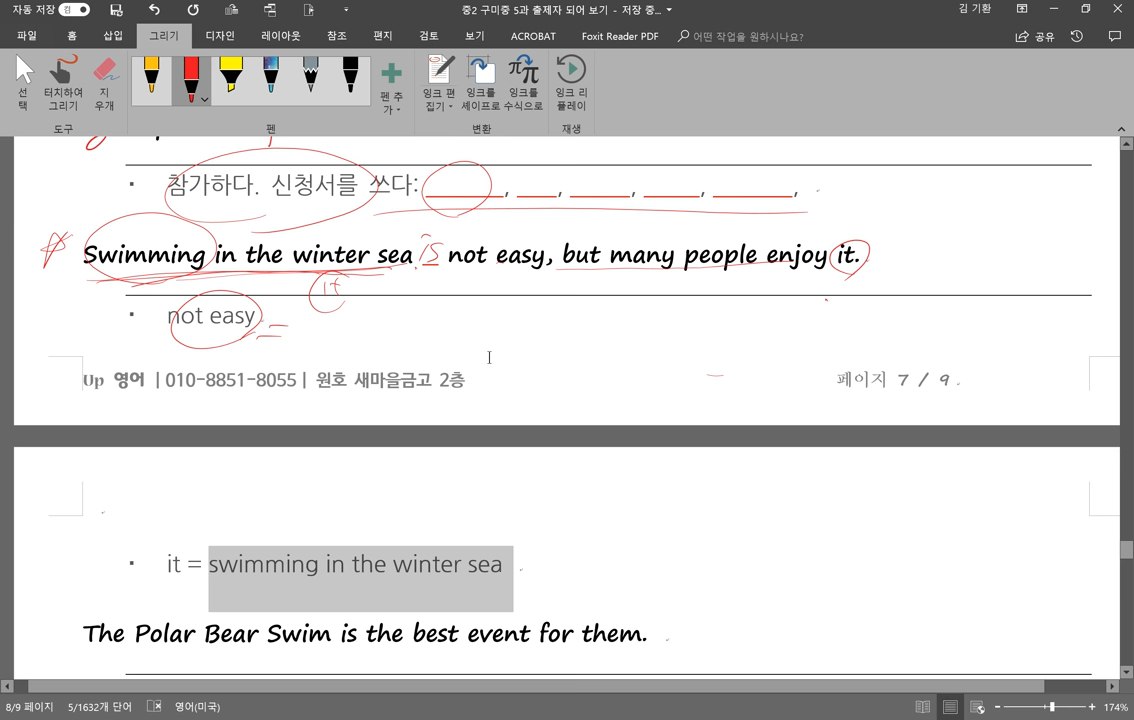 자동 저장 컴 중2 구미중 5과 출제자 되어 보기 - 저장 중... 김 기환
파일 홈 삽입 그리기 디자인 레이아웃 참조 편지 검토 보기 ACROBAT Foxit Reader PDF 어떤 작업을 원하시나요? 공유
선택 터치하여 그리기 지우개 펜 추가 잉크 편집기 잉크를 셰이프로 잉크를 수식으로 잉크 리플레이
도구 펜 변환 재생
· 참가하다. 신청서를 쓰다: , , , , ,
Swimming in the winter sea is not easy, but many people enjoy it.
it
· not easy =
Up 영어 | 010-8851-8055 | 원호 새마을금고 2층 페이지 7 / 9
· it = swimming in the winter sea
The Polar Bear Swim is the best event for them.
8/9 페이지 5/1632개 단어 영어(미국) 174%